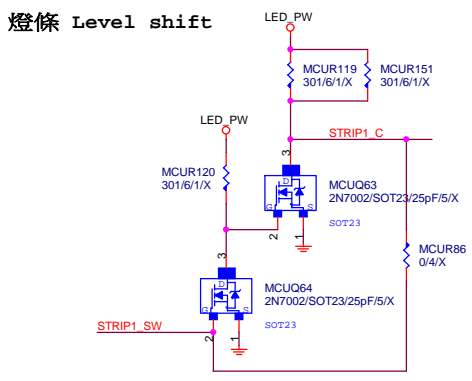 燈條 Level shift
LED_PW
MCUR119
301/6/1/X
MCUR151
301/6/1/X
LED_PW
STRIP1_C
MCUR120
301/6/1/X
3
D
G
S
2
1
MCUQ63
2N7002/SOT23/25pF/5/X
SOT23
MCUR86
0/4/X
3
D
G
S
2
1
MCUQ64
2N7002/SOT23/25pF/5/X
SOT23
STRIP1_SW